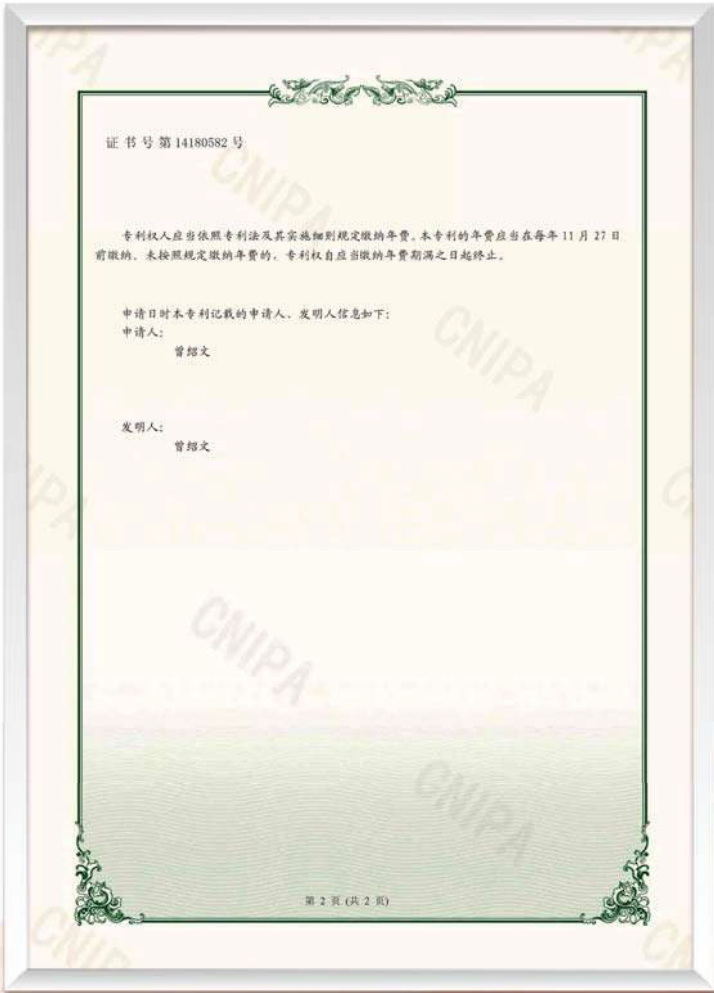 证书号第14180582号
专利权人应当依照专利法及其实施细则规定缴纳年费。本专利的年费应当在每年11月27日
前缴纳。未按照规定缴纳年费的，专利权自应当缴纳年费期满之日起终止。
申请日时本专利记载的申请人、发明人信息如下：
申请人：
曾绍文
发明人：
曾绍文
第 2 页 (共 2 页)
CNIPA
CNIPA
CNIPA
CNIPA